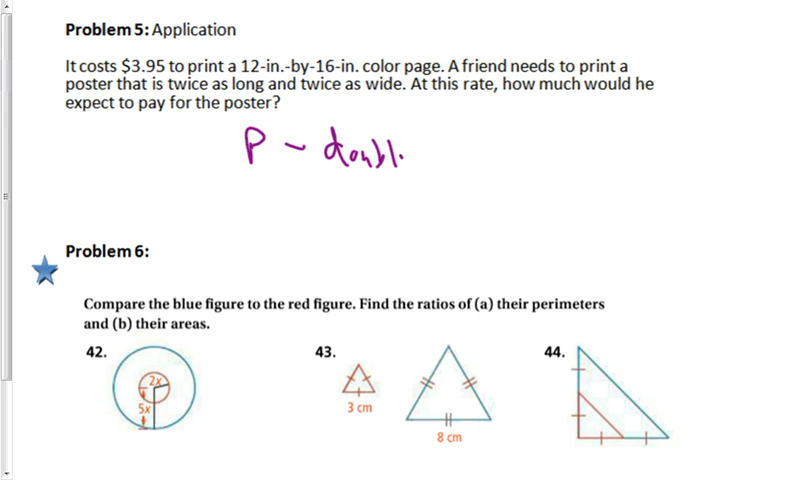 Problem 5: Application
It costs $3.95 to print a 12-in.-by-16-in. color page. A friend needs to print a
poster that is twice as long and twice as wide. At this rate, how much would he
expect to pay for the poster?
P ~ doubl
Problem 6:
Compare the blue figure to the red figure. Find the ratios of (a) their perimeters
and (b) their areas.
42.
43.
44.
2x
5x
3 cm
8 cm